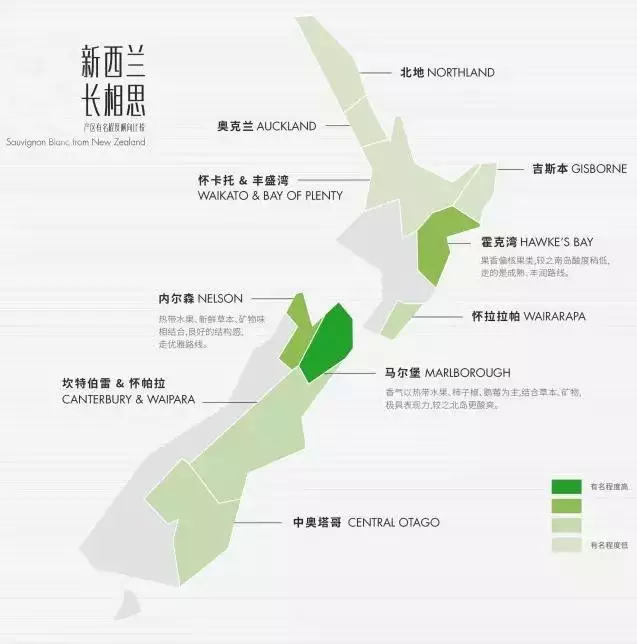 新西兰
长相思
产区有名程度
Sauvignon Blanc from New Zealand
北地 NORTHLAND
奥克兰 AUCKLAND
吉斯本 GISBORNE
怀卡托 & 丰盛湾
WAIKATO & BAY OF PLENTY
霍克湾 HAWKE'S BAY
果香偏核果类,较之南岛酸度稍低,
走的是成熟、丰润路线。
内尔森 NELSON
热带水果、新鲜草本、矿物味
相结合,良好的结构感,
走优雅路线。
怀拉拉帕 WAIRARAPA
马尔堡 MARLBOROUGH
香气以热带水果、柿子椒、鹅莓为主,结合草本、矿物,
极具表现力,较之北岛更酸爽。
坎特伯雷 & 怀帕拉
CANTERBURY & WAIPARA
有名程度高
有名程度低
中奥塔哥 CENTRAL OTAGO